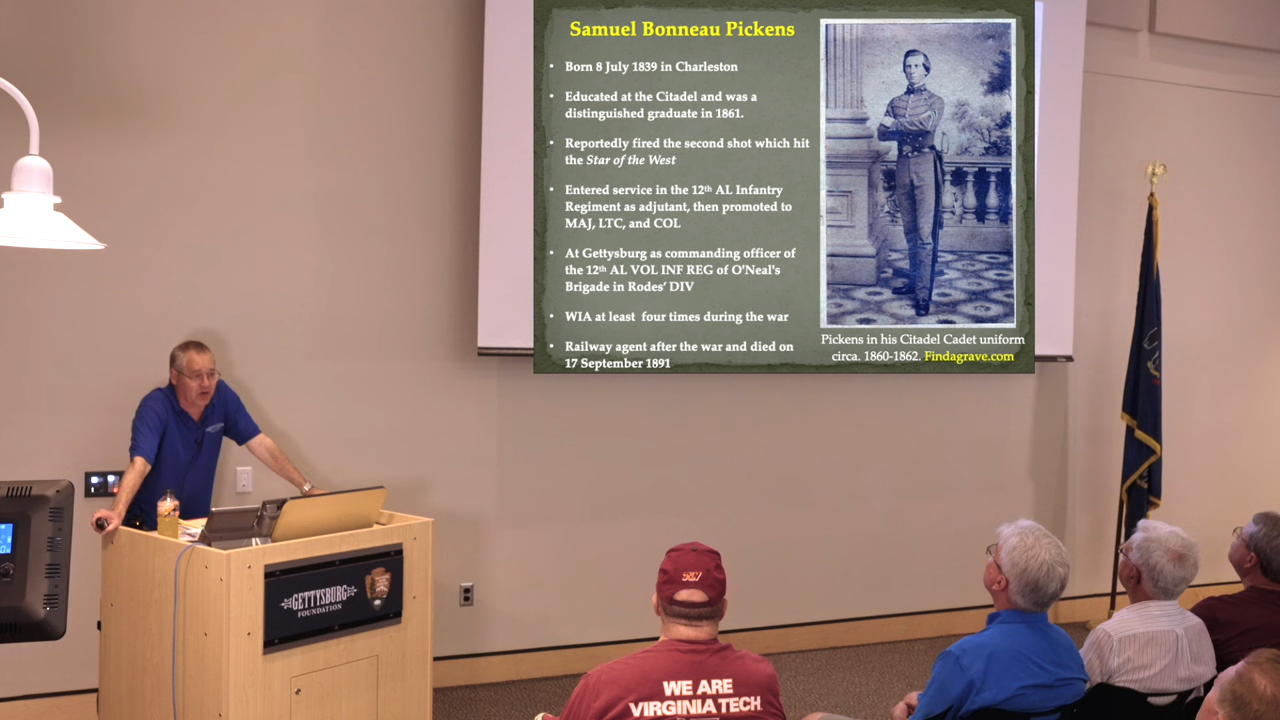 Samuel Bonneau Pickens
• Born 8 July 1839 in Charleston
• Educated at the Citadel and was a
distinguished graduate in 1861.
• Reportedly fired the second shot which hit
the Star of the West
• Entered service in the 12th AL Infantry
Regiment as adjutant, then promoted to
MAJ, LTC, and COL
• At Gettysburg as commanding officer of
the 12th AL VOL INF REG of O'Neal's
Brigade in Rodes' DIV
• WIA at least four times during the war
• Railway agent after the war and died on
17 September 1891
Pickens in his Citadel Cadet uniform
circa. 1860-1862. Findagrave.com
GETTYSBURG
FOUNDATION
WE ARE
VIRGINIA TECH